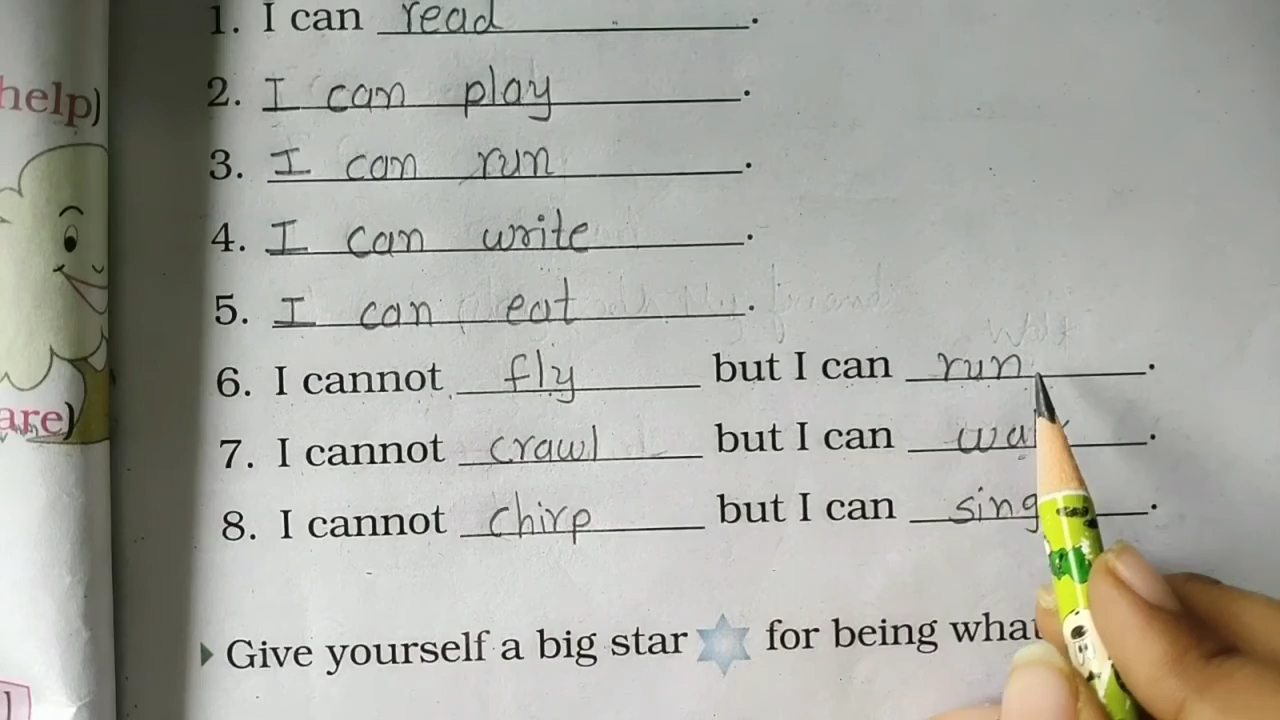 1. I can read.
help)
2. I can play.
3. I can run.
4. I can write.
5. I can eat.
6. I cannot fly but I can run.
are)
7. I cannot crawl but I can
8. I cannot chirp but I can sing.
Give yourself a big star for being what